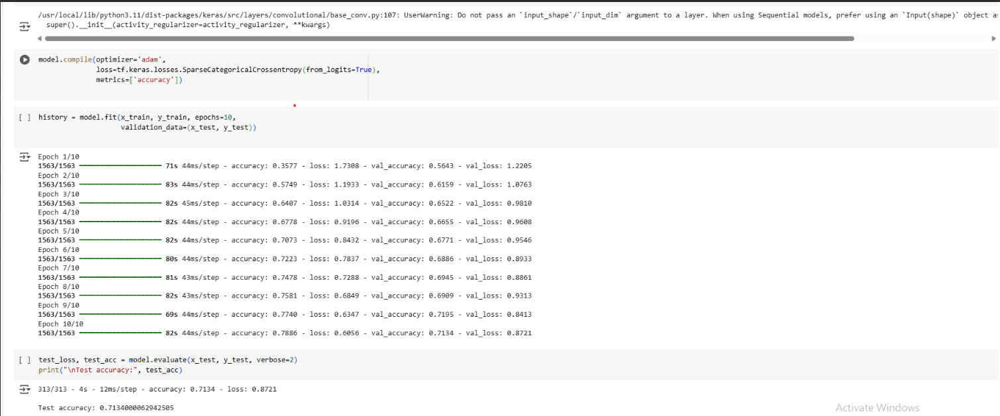 /usr/local/lib/python3.11/dist-packages/keras/src/layers/convolutional/base_conv.py:107: UserWarning: Do not pass an `input_shape`/`input_dim` argument to a layer. When using Sequential models, prefer using an `Input(shape)` object as
super().__init__(activity_regularizer=activity_regularizer, **kwargs)
model.compile(optimizer='adam',
loss=tf.keras.losses.SparseCategoricalCrossentropy(from_logits=True),
metrics=['accuracy'])
[ ] history = model.fit(x_train, y_train, epochs=10,
validation_data=(x_test, y_test))
Epoch 1/10
1563/1563 71s 44ms/step - accuracy: 0.3577 - loss: 1.7308 - val_accuracy: 0.5643 - val_loss: 1.2205
Epoch 2/10
1563/1563 83s 44ms/step - accuracy: 0.5749 - loss: 1.1933 - val_accuracy: 0.6159 - val_loss: 1.0763
Epoch 3/10
1563/1563 82s 45ms/step - accuracy: 0.6407 - loss: 1.0314 - val_accuracy: 0.6522 - val_loss: 0.9810
Epoch 4/10
1563/1563 82s 44ms/step - accuracy: 0.6778 - loss: 0.9196 - val_accuracy: 0.6655 - val_loss: 0.9608
Epoch 5/10
1563/1563 82s 44ms/step - accuracy: 0.7073 - loss: 0.8432 - val_accuracy: 0.6771 - val_loss: 0.9546
Epoch 6/10
1563/1563 80s 44ms/step - accuracy: 0.7223 - loss: 0.7837 - val_accuracy: 0.6886 - val_loss: 0.8933
Epoch 7/10
1563/1563 81s 43ms/step - accuracy: 0.7478 - loss: 0.7288 - val_accuracy: 0.6945 - val_loss: 0.8861
Epoch 8/10
1563/1563 82s 43ms/step - accuracy: 0.7581 - loss: 0.6849 - val_accuracy: 0.6909 - val_loss: 0.9313
Epoch 9/10
1563/1563 69s 44ms/step - accuracy: 0.7740 - loss: 0.6347 - val_accuracy: 0.7195 - val_loss: 0.8413
Epoch 10/10
1563/1563 82s 44ms/step - accuracy: 0.7886 - loss: 0.6056 - val_accuracy: 0.7134 - val_loss: 0.8721
[ ] test_loss, test_acc = model.evaluate(x_test, y_test, verbose=2)
print("\nTest accuracy:", test_acc)
313/313 - 4s - 12ms/step - accuracy: 0.7134 - loss: 0.8721
Test accuracy: 0.7134000062942505
Activate Windows